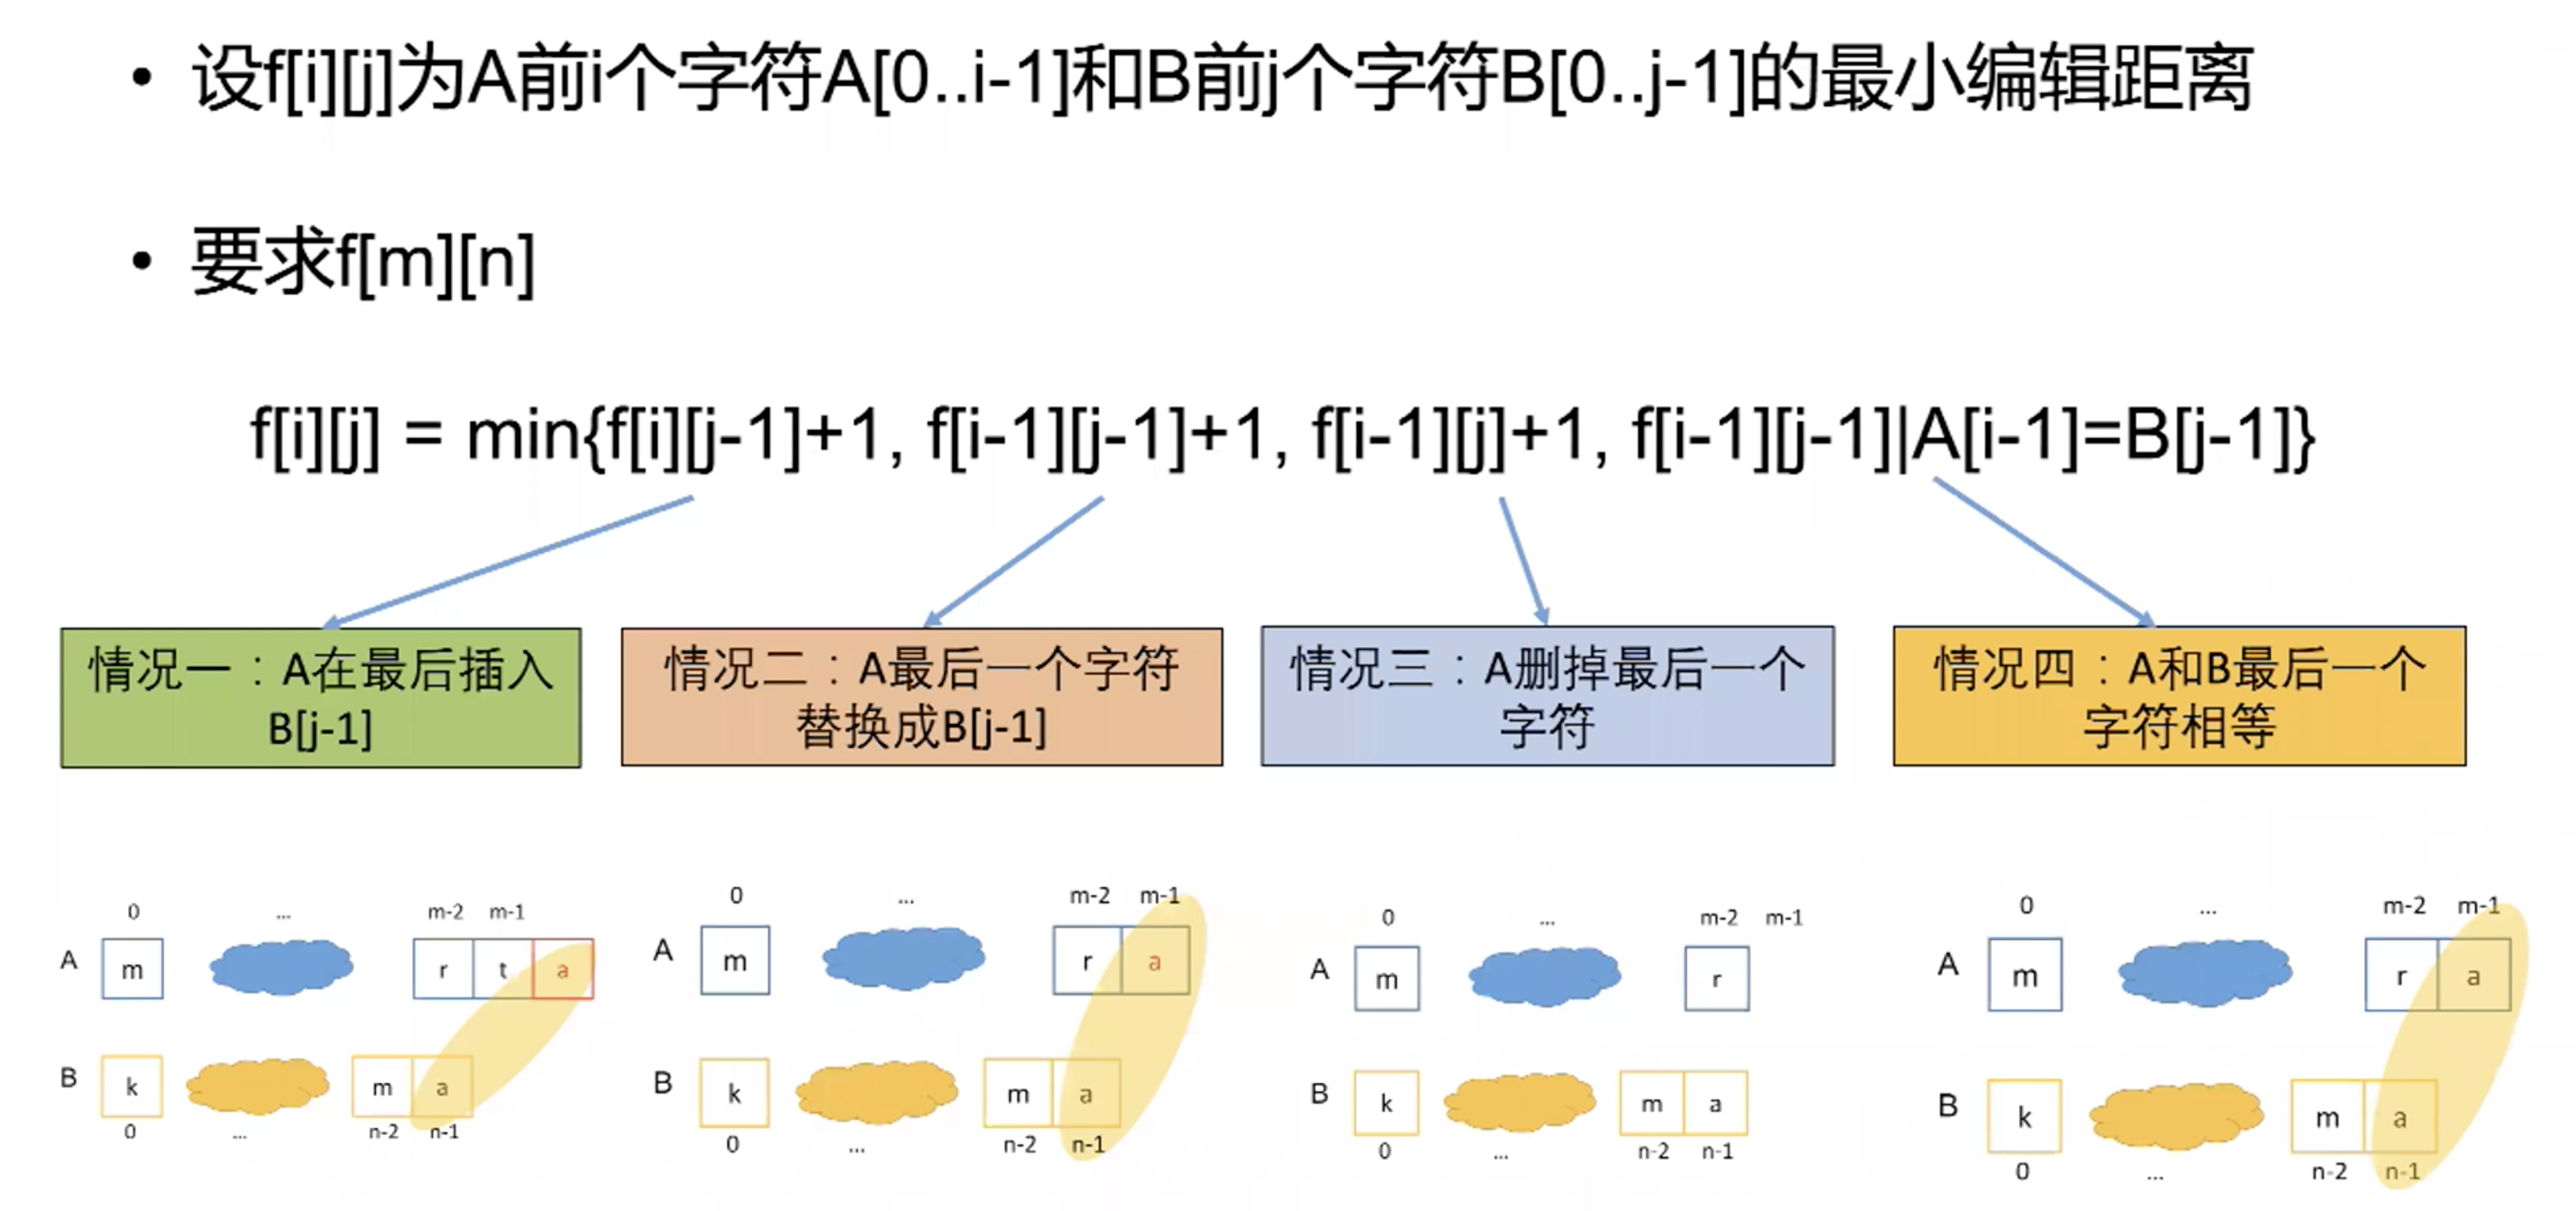 • 设f[i][j]为A前i个字符A[0..i-1]和B前j个字符B[0..j-1]的最小编辑距离
• 要求f[m][n]
f[i][j] = min{f[i][j-1]+1, f[i-1][j-1]+1, f[i-1][j]+1, f[i-1][j-1]|A[i-1]=B[j-1]}
情况一：A在最后插入
B[j-1]
情况二：A最后一个字符
替换成B[j-1]
情况三：A删掉最后一个
字符
情况四：A和B最后一个
字符相等
0 ... m-2 m-1
A m r t a
B k m a
0 ... n-2 n-1
0 ... m-2 m-1
A m r a
B k m a
0 ... n-2 n-1
0 ... m-2 m-1
A m r
B k m a
0 ... n-2 n-1
0 ... m-2 m-1
A m r a
B k m a
0 ... n-2 n-1